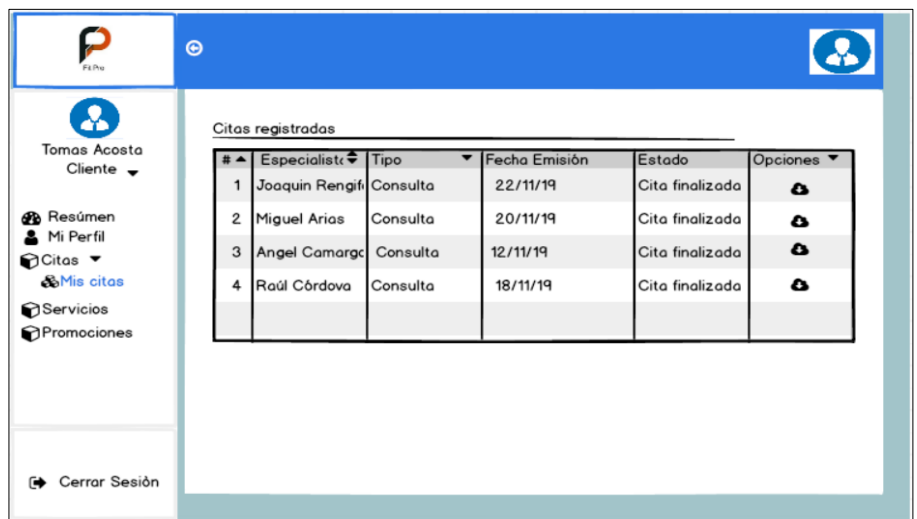 Fit Pro
Tomas Acosta
Cliente
Resúmen
Mi Perfil
Citas
Mis citas
Servicios
Promociones
Cerrar Sesión
Citas registradas
# Especialista Tipo Fecha Emisión Estado Opciones
1 Joaquin Rengif Consulta 22/11/19 Cita finalizada
2 Miguel Arias Consulta 20/11/19 Cita finalizada
3 Angel Camargo Consulta 12/11/19 Cita finalizada
4 Raúl Córdova Consulta 18/11/19 Cita finalizada